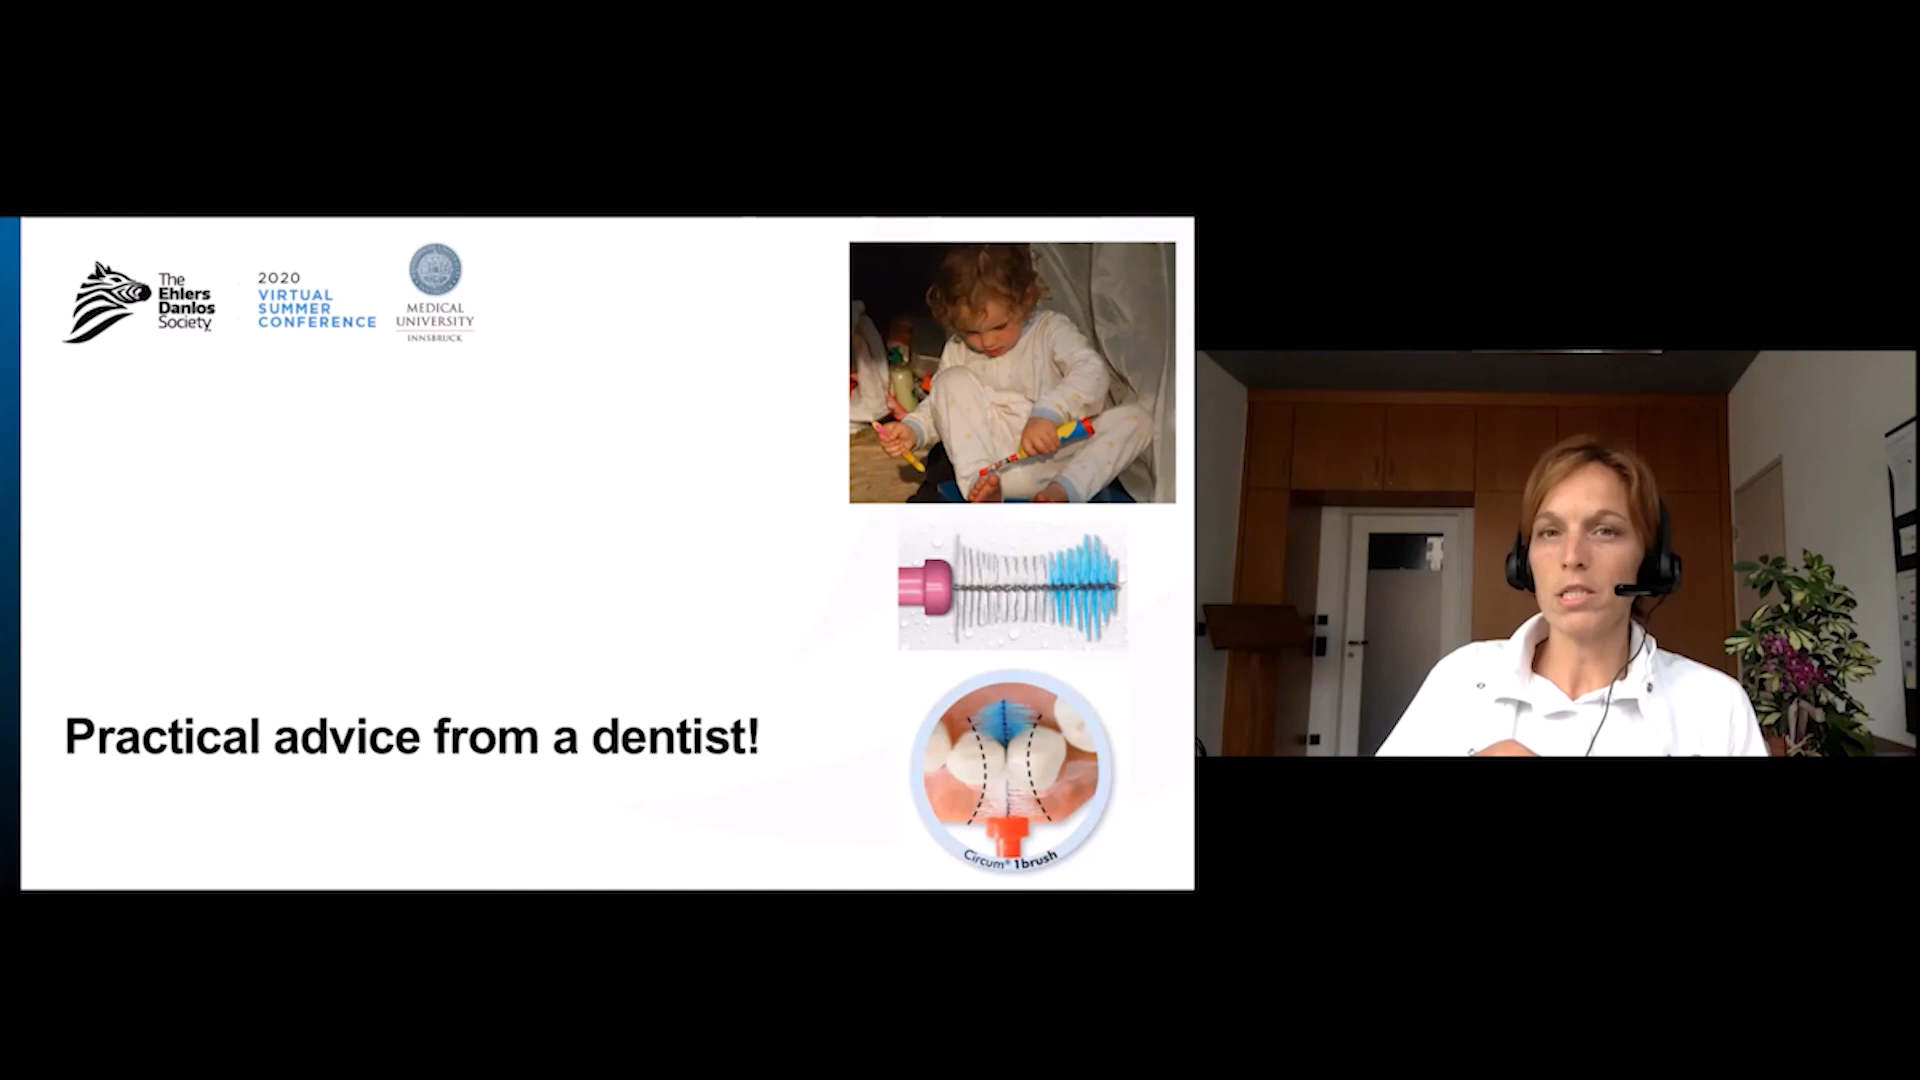 The
Ehlers
Danlos
Society
2020
VIRTUAL
SUMMER
CONFERENCE
MEDICAL
UNIVERSITY
INNSBRUCK
Practical advice from a dentist!
Circum® 1brush